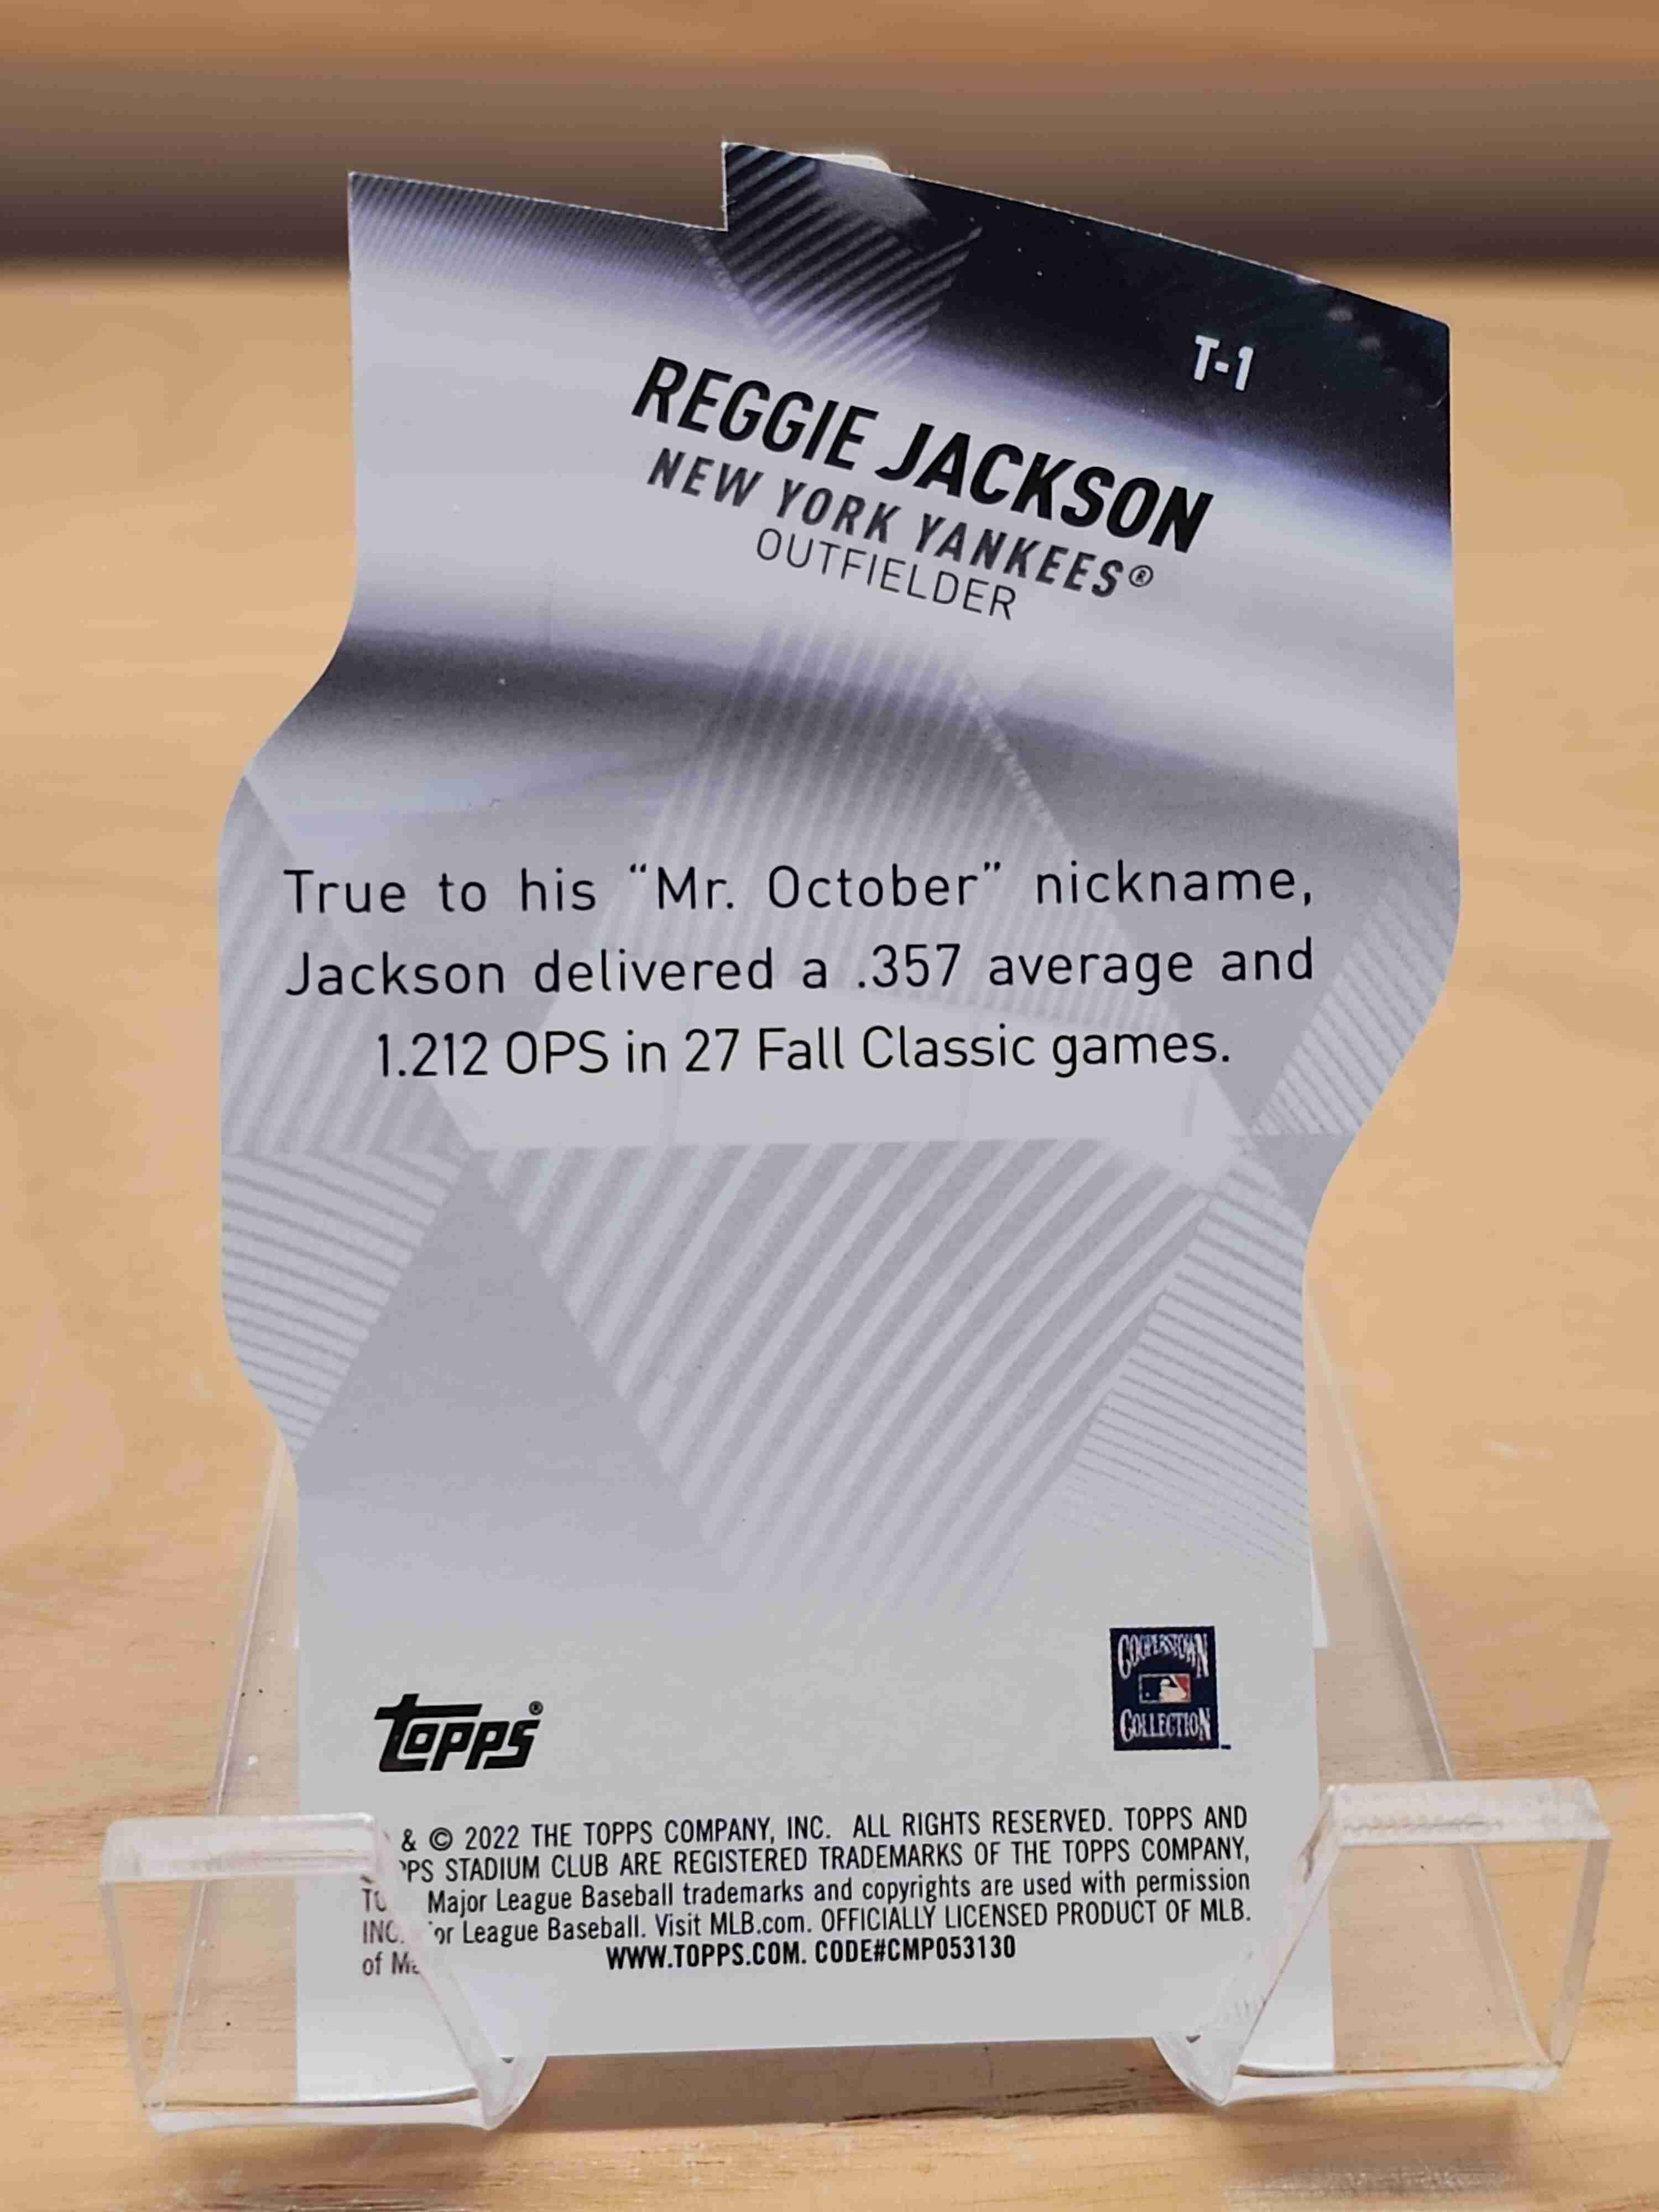 T-1
REGGIE JACKSON
NEW YORK YANKEES®
OUTFIELDER
True to his “Mr. October” nickname,
Jackson delivered a .357 average and
1.212 OPS in 27 Fall Classic games.
COOPERSTOWN
COLLECTION
topps®
& © 2022 THE TOPPS COMPANY, INC. ALL RIGHTS RESERVED. TOPPS AND
STADIUM CLUB ARE REGISTERED TRADEMARKS OF THE TOPPS COMPANY,
INC. Major League Baseball trademarks and copyrights are used with permission
of League Baseball. Visit MLB.com. OFFICIALLY LICENSED PRODUCT OF MLB.
WWW.TOPPS.COM. CODE#CMP053130